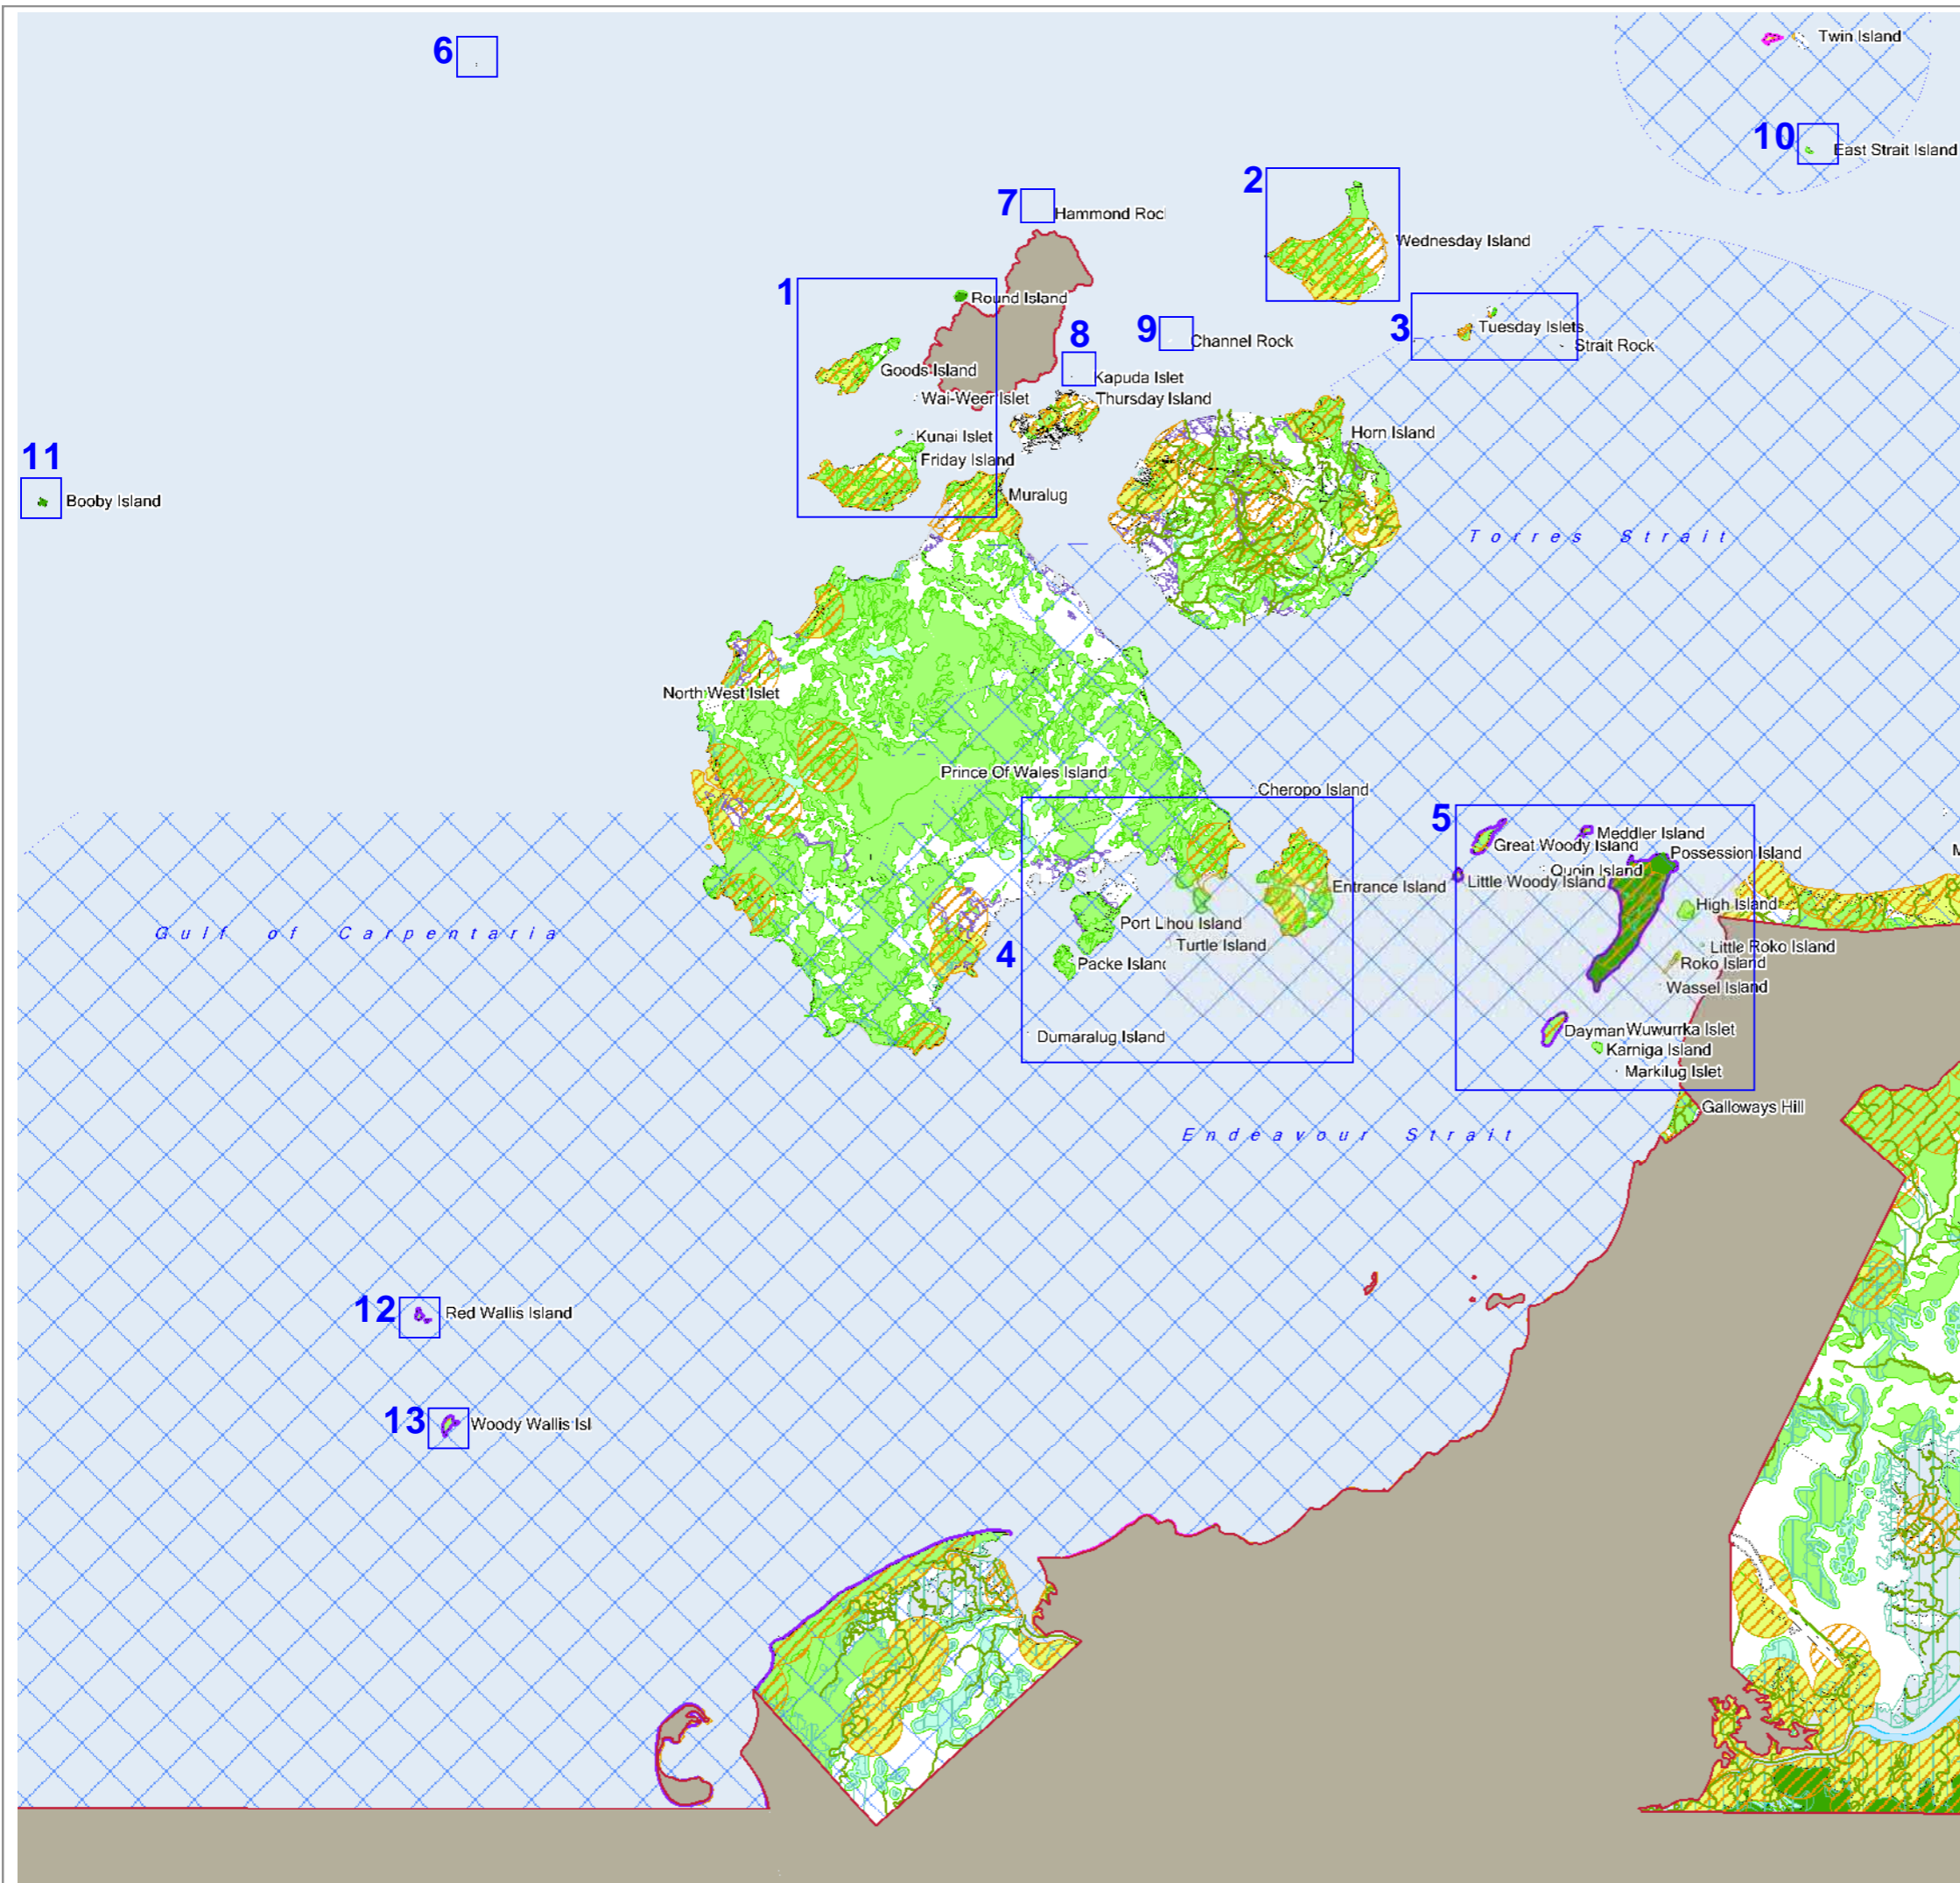 6
Twin Island
10
East Strait Island
2
7
Hammond Roc
Wednesday Island
1
Round Island
3
Tuesday Islets
8
9
Channel Rock
Strait Rock
Goods Island
Kapuda Islet
Wai-Weer Islet
Thursday Island
Kunai Islet
Horn Island
11
Friday Island
Booby Island
Muralug
Torres Strait
North West Islet
Prince Of Wales Island
Cheropo Island
5
Meddler Island
Great Woody Island
Possession Island
M
Quoin Island
Little Woody Island
Entrance Island
High Island
Port Lihou Island
Gulf of Carpentaria
Turtle Island
Little Roko Island
4
Packe Island
Roko Island
Wassel Island
Dayman
Wuwurrka Islet
Dumaralug Island
Karniga Island
Markilug Islet
Galloways Hill
Endeavour Strait
12
Red Wallis Island
13
Woody Wallis Isl